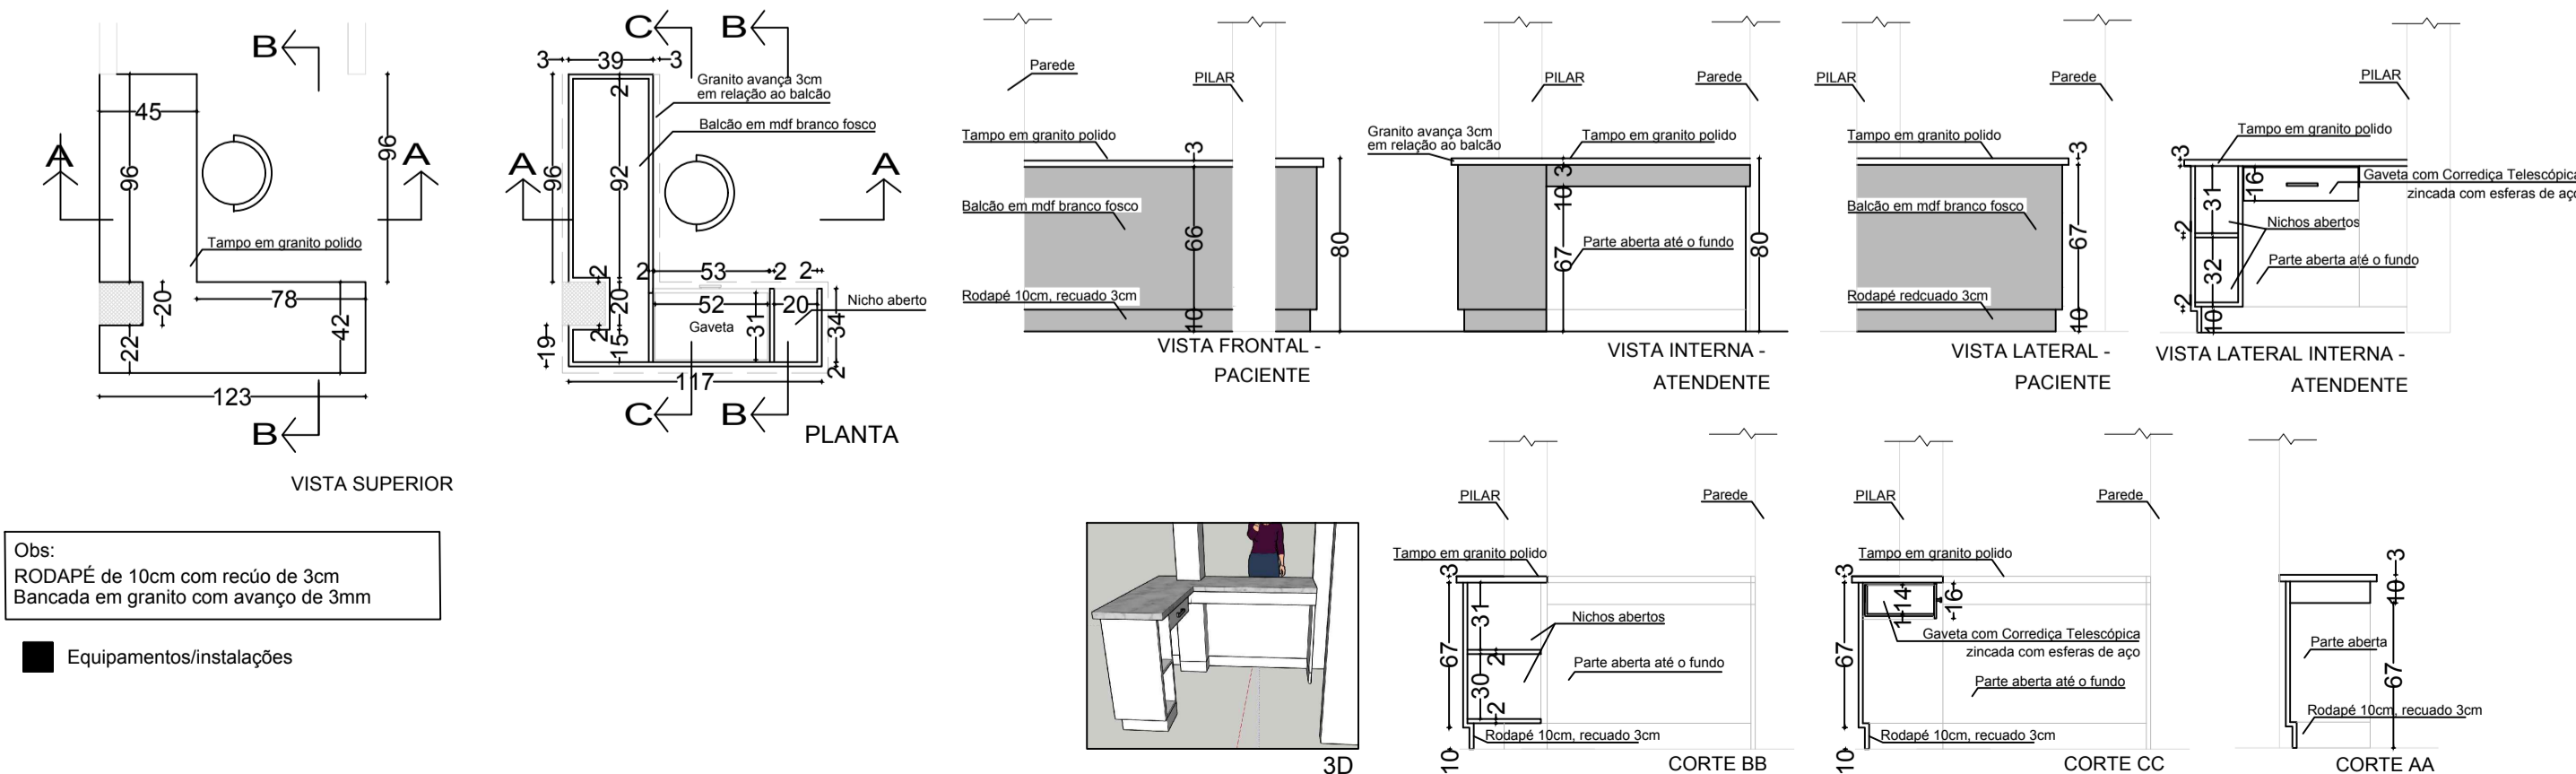 B
45
A
96
96
A
Tampo em granito polido
20
78
42
22
123
B
VISTA SUPERIOR
C
B
3
39
3
Granito avança 3cm
em relação ao balcão
2
Balcão em mdf branco fosco
A
96
92
A
2
2
53
2
2
20
52
20
Nicho aberto
31
34
Gaveta
2
15
19
2
117
C
B
PLANTA
Parede
PILAR
Tampo em granito polido
3
Balcão em mdf branco fosco
66
80
Rodapé 10cm, recuado 3cm
10
VISTA FRONTAL -
PACIENTE
PILAR
Parede
Granito avança 3cm
em relação ao balcão
Tampo em granito polido
3
10
Parte aberta até o fundo
67
80
VISTA INTERNA -
ATENDENTE
PILAR
Parede
Tampo em granito polido
3
Balcão em mdf branco fosco
67
Rodapé redcuado 3cm
10
VISTA LATERAL -
PACIENTE
PILAR
Tampo em granito polido
3
16
Gaveta com Corrediça Telescópica
zincada com esferas de aço
31
Nichos abertos
2
Parte aberta até o fundo
32
2
10
VISTA LATERAL INTERNA -
ATENDENTE
Obs:
RODAPÉ de 10cm com recúo de 3cm
Bancada em granito com avanço de 3mm
Equipamentos/instalações
3D
PILAR
Parede
Tampo em granito polido
3
31
Nichos abertos
67
2
Parte aberta até o fundo
30
2
Rodapé 10cm, recuado 3cm
10
CORTE BB
PILAR
Parede
Tampo em granito polido
3
14
16
Gaveta com Corrediça Telescópica
zincada com esferas de aço
67
Parte aberta até o fundo
Rodapé 10cm, recuado 3cm
10
CORTE CC
3
10
Parte aberta
67
Rodapé 10cm, recuado 3cm
CORTE AA